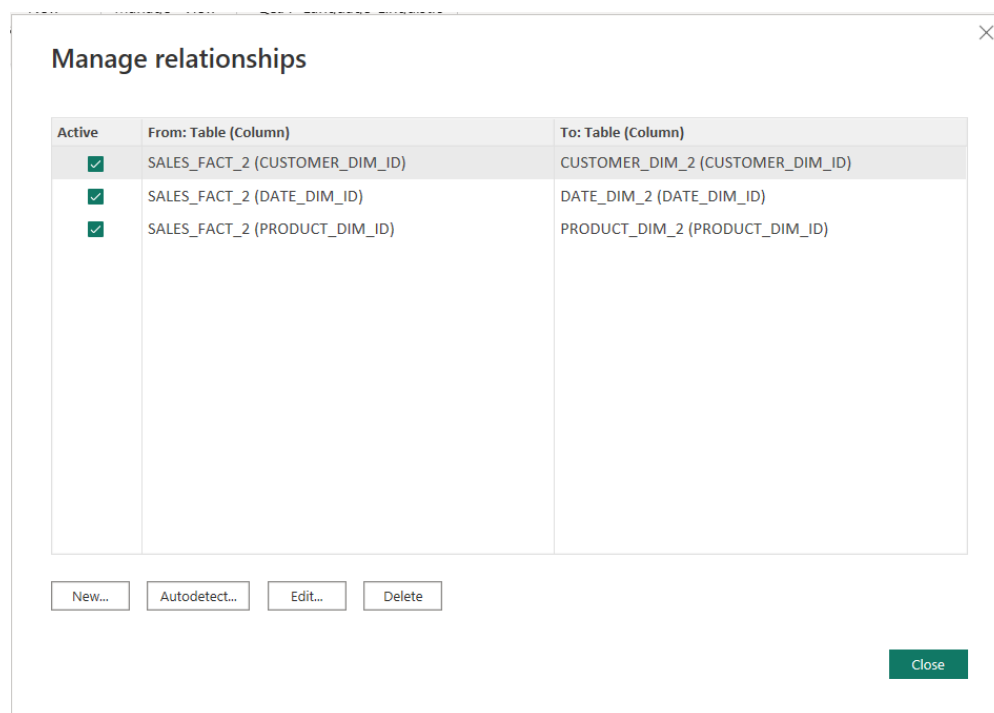 Manage relationships
Active From: Table (Column) To: Table (Column)
SALES_FACT_2 (CUSTOMER_DIM_ID) CUSTOMER_DIM_2 (CUSTOMER_DIM_ID)
SALES_FACT_2 (DATE_DIM_ID) DATE_DIM_2 (DATE_DIM_ID)
SALES_FACT_2 (PRODUCT_DIM_ID) PRODUCT_DIM_2 (PRODUCT_DIM_ID)
New... Autodetect... Edit... Delete
Close